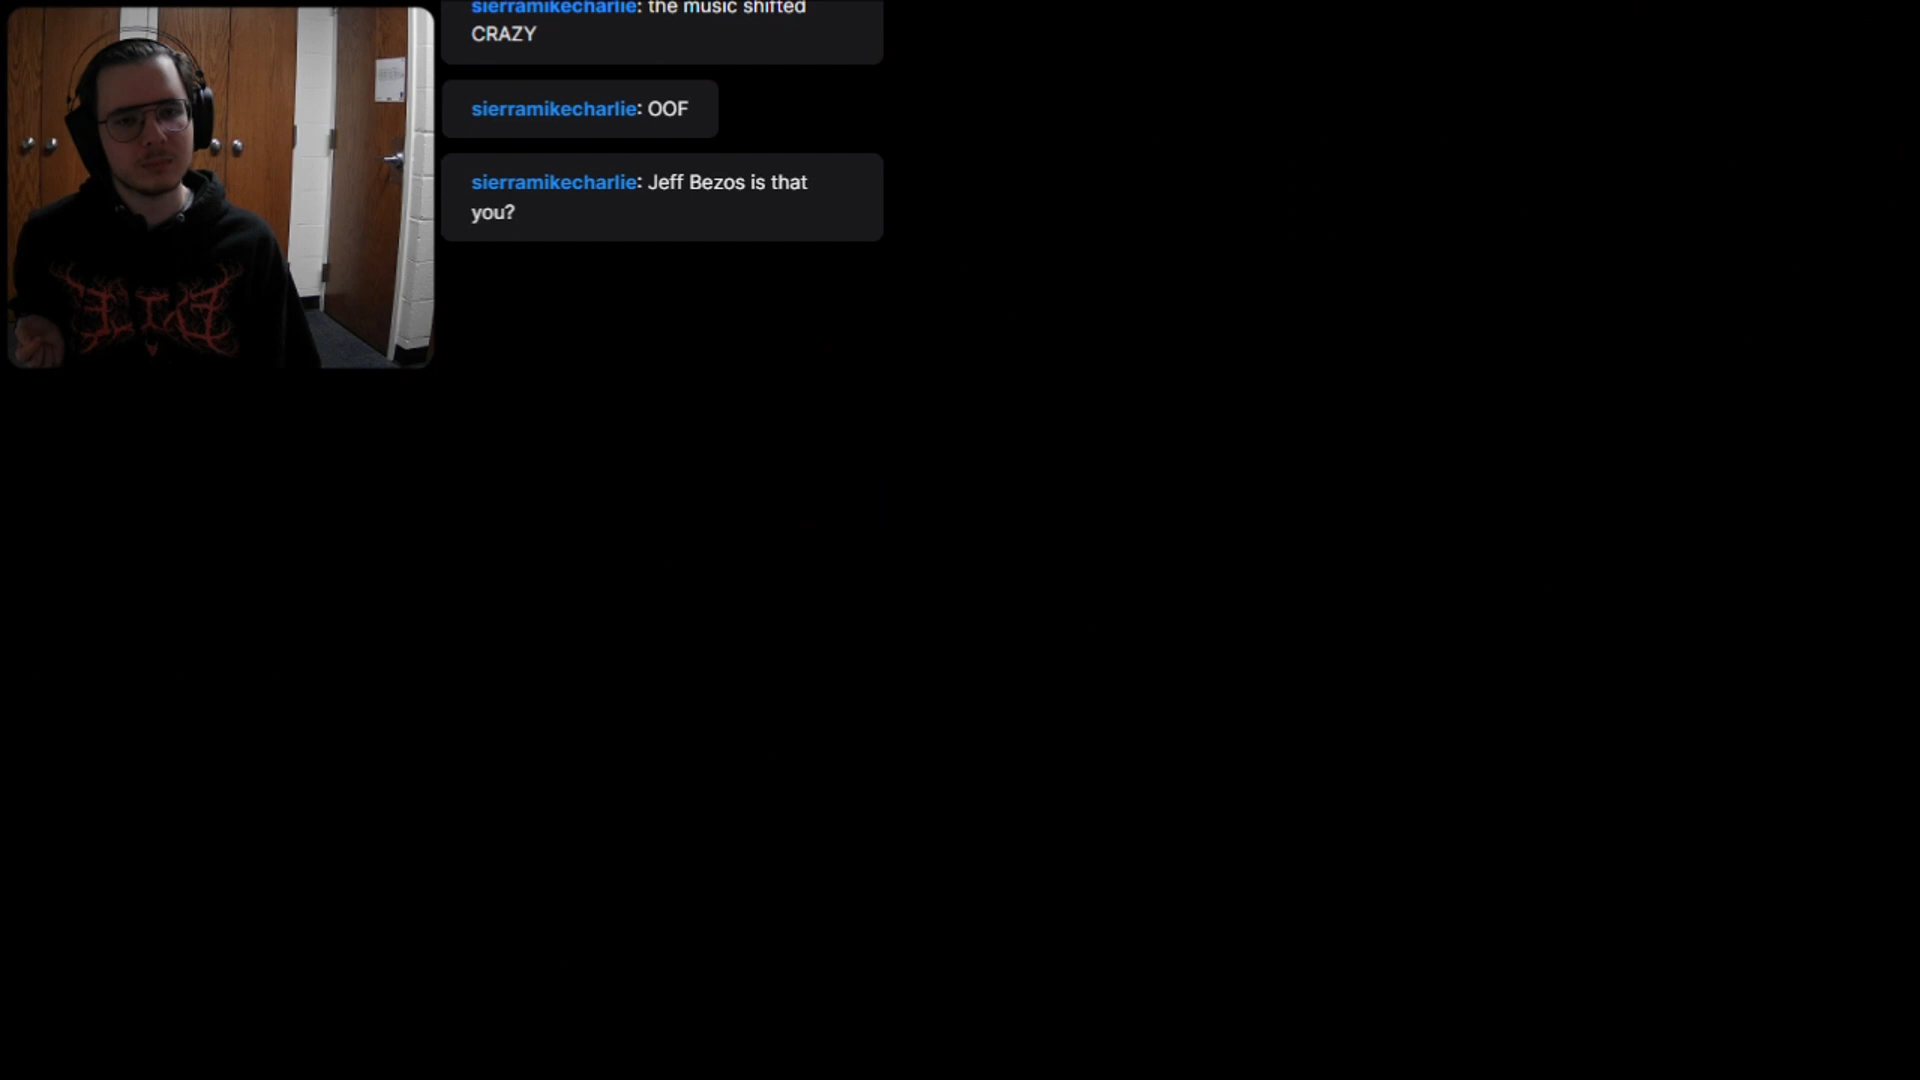 sierramikecharlie: the music shifted
CRAZY
sierramikecharlie: OOF
sierramikecharlie: Jeff Bezos is that
you?